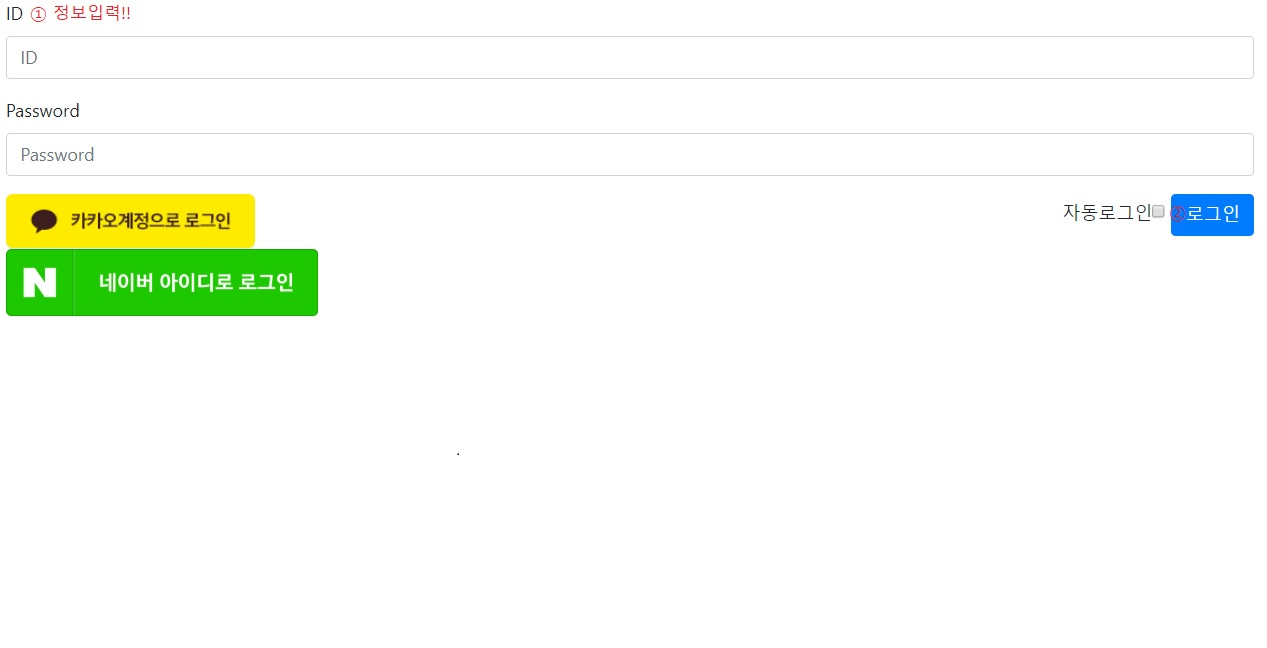 ID ① 정보입력!!
ID
Password
Password
카카오계정으로 로그인
자동로그인 ②로그인
N 네이버 아이디로 로그인
.